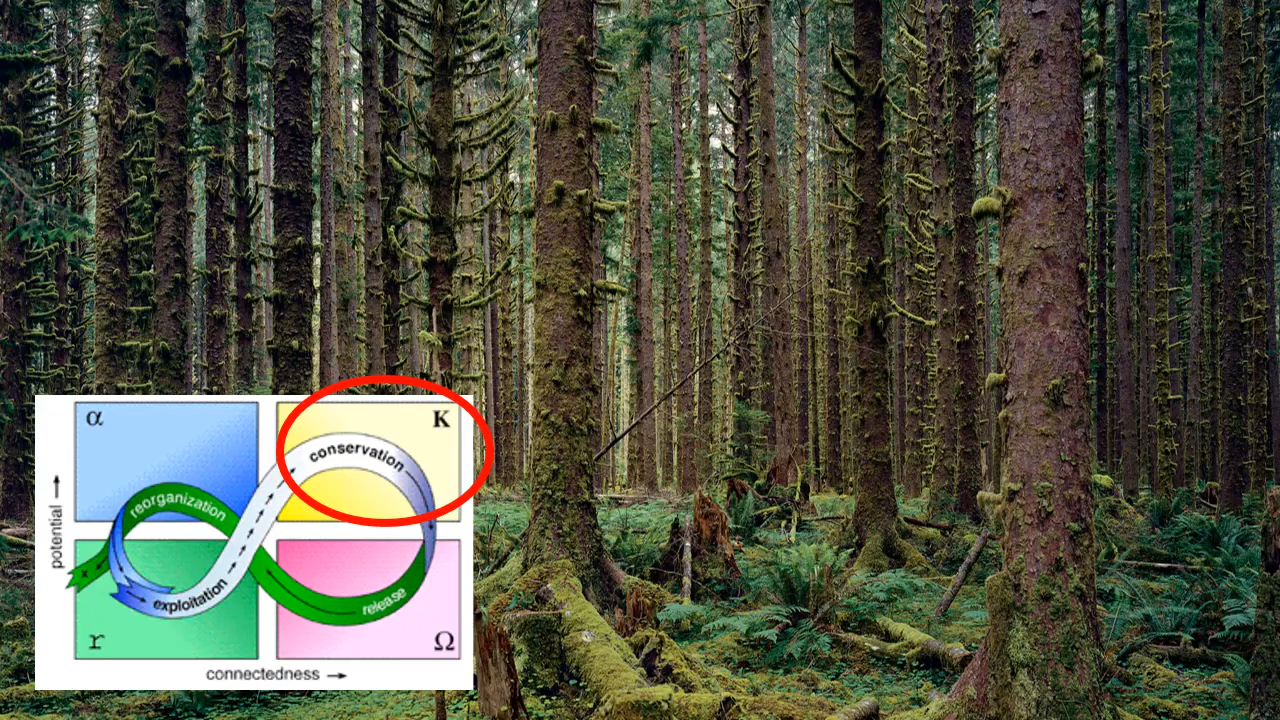 α
K
conservation
reorganization
potential →
x
exploitation
release
r
Ω
connectedness →